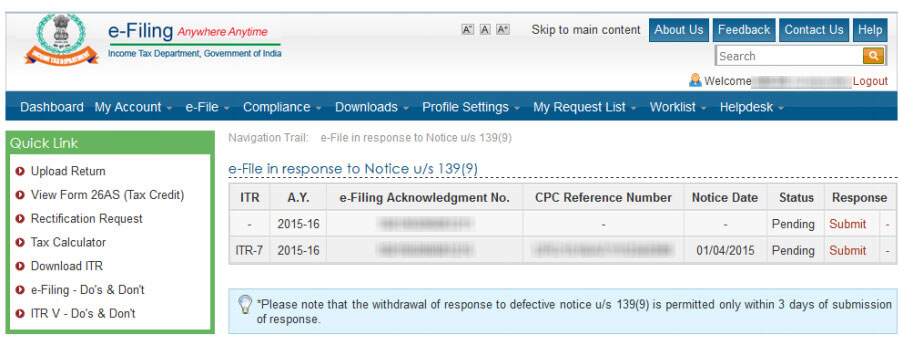 e-Filing Anywhere Anytime
Income Tax Department, Government of India
A- A A+ Skip to main content About Us Feedback Contact Us Help
Search
Welcome Logout
Dashboard My Account e-File Compliance Downloads Profile Settings My Request List Worklist Helpdesk
Quick Link
Upload Return
View Form 26AS (Tax Credit)
Rectification Request
Tax Calculator
Download ITR
e-Filing - Do's & Don't
ITR V - Do's & Don't
Navigation Trail: e-File in response to Notice u/s 139(9)
e-File in response to Notice u/s 139(9)
ITR A.Y. e-Filing Acknowledgment No. CPC Reference Number Notice Date Status Response
- 2015-16 - - Pending Submit -
ITR-7 2015-16 01/04/2015 Pending Submit -
*Please note that the withdrawal of response to defective notice u/s 139(9) is permitted only within 3 days of submission
of response.